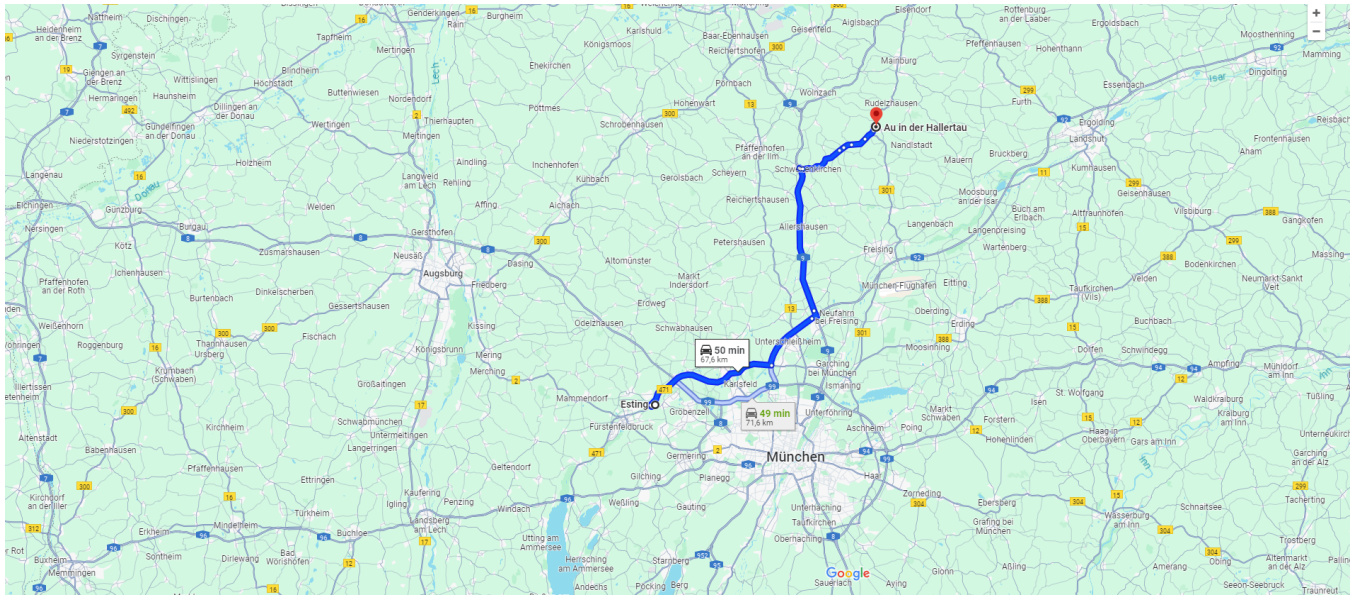 Nattheim
Dischingen
Tapfheim
Genderkingen
Rain
Burgheim
Karlshuld
Baar-Ebenhausen
Geisenfeld
Aiglsbach
Elsendorf
Rottenburg
an der Laaber
Ergoldsbach
Moosthenning
Mamming
Heidenheim
an der Brenz
Syrgenstein
Mertingen
Königsmoos
Reichertshofen
Pfeffenhausen
Hohenthann
Dingolfing
Giengen an
der Brenz
Wittislingen
Blindheim
Höchstädt
Ehekirchen
Mainburg
Essenbach
Isar
Hermaringen
Haunsheim
Buttenwiesen
Nordendorf
Lech
Pörnbach
Hohenwart
Wolnzach
Rudelzhausen
Furth
Niederstotzingen
Gundelfingen
an der Donau
Dillingen an
der Donau
Wertingen
Thierhaupten
Meitingen
Pöttmes
Schrobenhausen
Au in der Hallertau
Ergolding
Landshut
Frontenhausen
Reisbach
Langenau
Holzheim
Aindling
Inchenhofen
Pfaffenhofen
an der Ilm
Nandlstadt
Bruckberg
Aham
Donau
Langweid
am Lech
Rehling
Kühbach
Gerolsbach
Scheyern
Schweitenkirchen
Mauern
Kumhausen
Geisenhausen
Elchingen
Günzburg
Welden
Affing
Aichach
Reichertshausen
Moosburg
an der Isar
Vilsbiburg
Nersingen
Burgau
Gersthofen
Allershausen
Langenbach
Buch am
Erlbach
Altfraunhofen
Gangkofen
Kötz
Zusmarshausen
Neusäß
Dasing
Petershausen
Freising
Langenpreising
Wartenberg
Massing
Pfaffenhofen
an der Roth
Ichenhausen
Augsburg
Friedberg
Altomünster
Markt
Indersdorf
München-Flughafen
Eitting
Velden
Bodenkirchen
Neumarkt-Sankt
Veit
Burtenbach
Dinkelscherben
Gessertshausen
Erdweg
Oberding
Taufkirchen
(Vils)
Weißenhorn
Thannhausen
Fischach
Kissing
Odelzhausen
Schwabhausen
Neufahrn
bei Freising
Erding
Buchbach
Vöhringen
Roggenburg
Ursberg
Königsbrunn
Mering
Unterschleißheim
Moosinning
Dorfen
Schwindegg
Ampfing
Illertissen
Krumbach
(Schwaben)
Großaitingen
Merching
50 min
67,6 km
Garching
bei München
Mühldorf
am Inn
Inn
Karlsfeld
Ismaning
Mammendorf
Esting
49 min
71,6 km
Isen
St. Wolfgang
Waldkraiburg
Kraiburg
am Inn
Tüßling
Kirchheim
Schwabmünchen
Fürstenfeldbruck
Gröbenzell
Unterföhring
Markt
Schwaben
Forstern
Haag in
Oberbayern
Gars am Inn
Altenstadt
Untermeitingen
Aschheim
Poing
Hohenlinden
Unterneukirchen
Babenhausen
Langerringen
Germering
München
Garching
an der Alz
Pfaffenhausen
Ettringen
Geltendorf
Gilching
Planegg
Haar
Zorneding
Ebersberg
Inn
Tacherting
Kirchdorf
an der Iller
Kaufering
Penzing
Weßling
Gauting
Unterhaching
Taufkirchen
Grafing bei
München
Wasserburg
am Inn
Schnaitsee
Türkheim
Igling
Windach
Erkheim
Mindelheim
Buchloe
Landsberg
am Lech
Utting am
Ammersee
Oberhaching
Obing
Trostberg
Buxheim
Sontheim
Dirlewang
Bad
Wörishofen
Herrsching
am Ammersee
Starnberg
Glonn
Aßling
Altenmarkt
an der Alz
Memmingen
Andechs
Pöcking
Berg
Google
Sauerlach
Aying
Amerang
Seeon-Seebruck
Traunreut